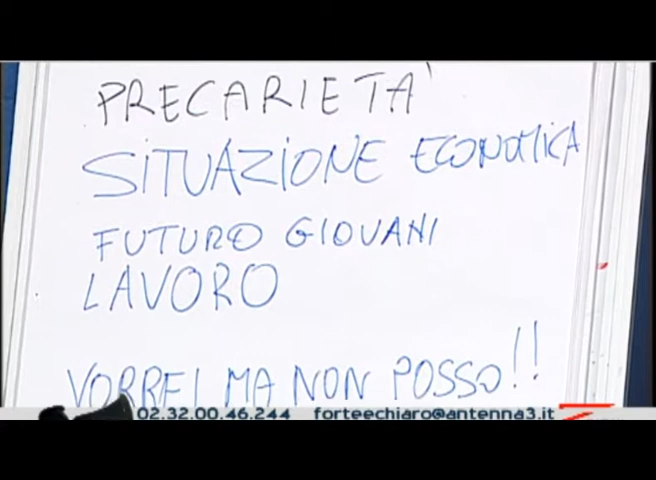 PRECARIETA'
SITUAZIONE ECONOMICA
FUTURO GIOVANI
LAVORO
VORREI MA NON POSSO!!
02.32.00.46.244 forteechiaro@antenna3.it